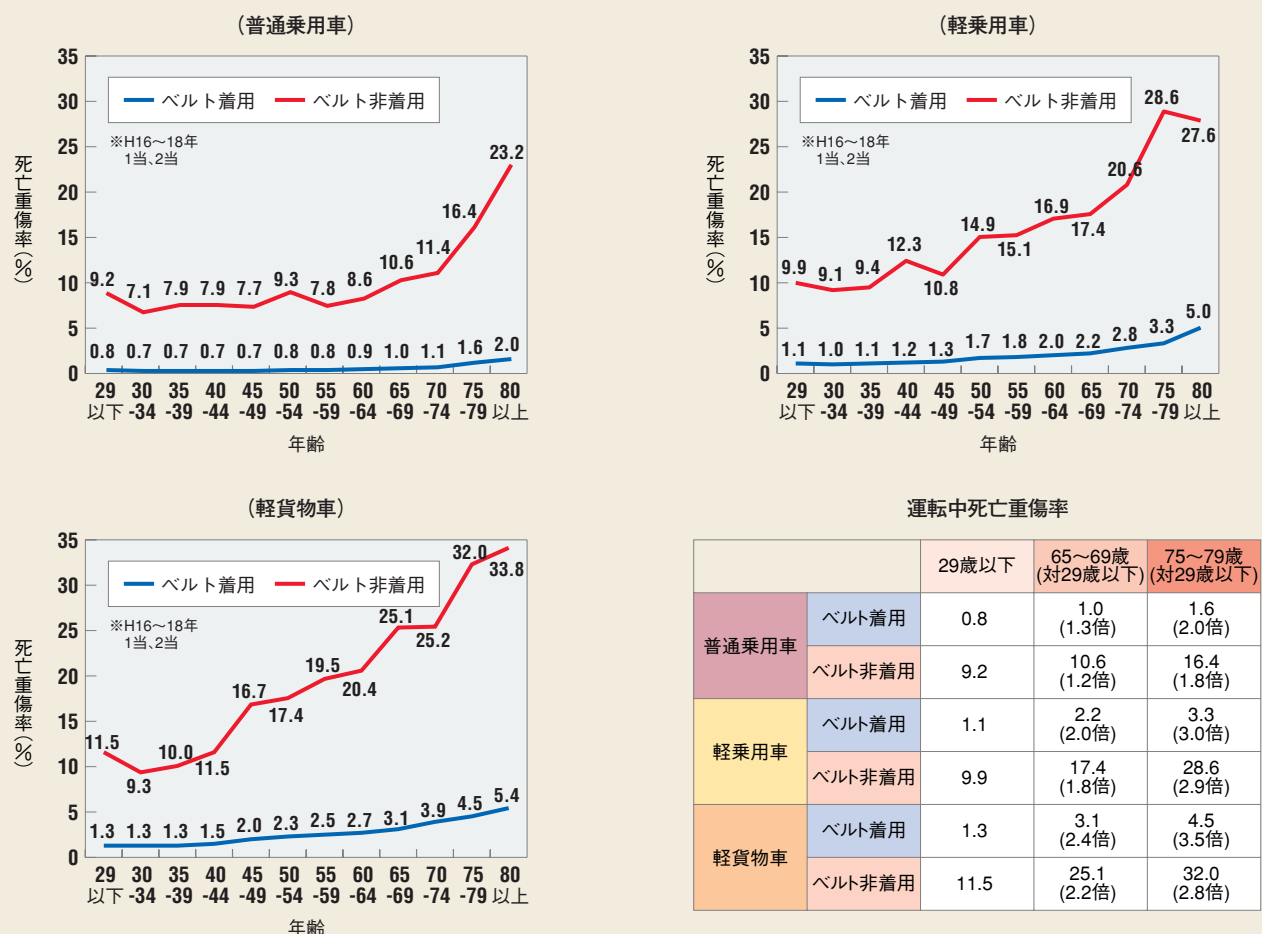 (普通乗用車)
35
30
25
20
15
10
5
0
死亡重傷率(%)
ベルト着用 ベルト非着用
※H16〜18年
1当、2当
9.2 7.1 7.9 7.9 7.7 9.3 7.8 8.6 10.6 11.4 16.4 23.2
0.8 0.7 0.7 0.7 0.7 0.8 0.8 0.9 1.0 1.1 1.6 2.0
29 30 35 40 45 50 55 60 65 70 75 80
以下 -34 -39 -44 -49 -54 -59 -64 -69 -74 -79 以上
年齢
(軽乗用車)
35
30
25
20
15
10
5
0
死亡重傷率(%)
ベルト着用 ベルト非着用
※H16〜18年
1当、2当
9.9 9.1 9.4 12.3 10.8 14.9 15.1 16.9 17.4 20.6 28.6 27.6
1.1 1.0 1.1 1.2 1.3 1.7 1.8 2.0 2.2 2.8 3.3 5.0
29 30 35 40 45 50 55 60 65 70 75 80
以下 -34 -39 -44 -49 -54 -59 -64 -69 -74 -79 以上
年齢
(軽貨物車)
35
30
25
20
15
10
5
0
死亡重傷率(%)
ベルト着用 ベルト非着用
※H16〜18年
1当、2当
11.5 9.3 10.0 11.5 16.7 17.4 19.5 20.4 25.1 25.2 32.0 33.8
1.3 1.3 1.3 1.5 2.0 2.3 2.5 2.7 3.1 3.9 4.5 5.4
29 30 35 40 45 50 55 60 65 70 75 80
以下 -34 -39 -44 -49 -54 -59 -64 -69 -74 -79 以上
年齢
運転中死亡重傷率
29歳以下 65〜69歳 75〜79歳
(対29歳以下) (対29歳以下)
普通乗用車
ベルト着用 0.8 1.0 1.6
(1.3倍) (2.0倍)
ベルト非着用 9.2 10.6 16.4
(1.2倍) (1.8倍)
軽乗用車
ベルト着用 1.1 2.2 3.3
(2.0倍) (3.0倍)
ベルト非着用 9.9 17.4 28.6
(1.8倍) (2.9倍)
軽貨物車
ベルト着用 1.3 3.1 4.5
(2.4倍) (3.5倍)
ベルト非着用 11.5 25.1 32.0
(2.2倍) (2.8倍)